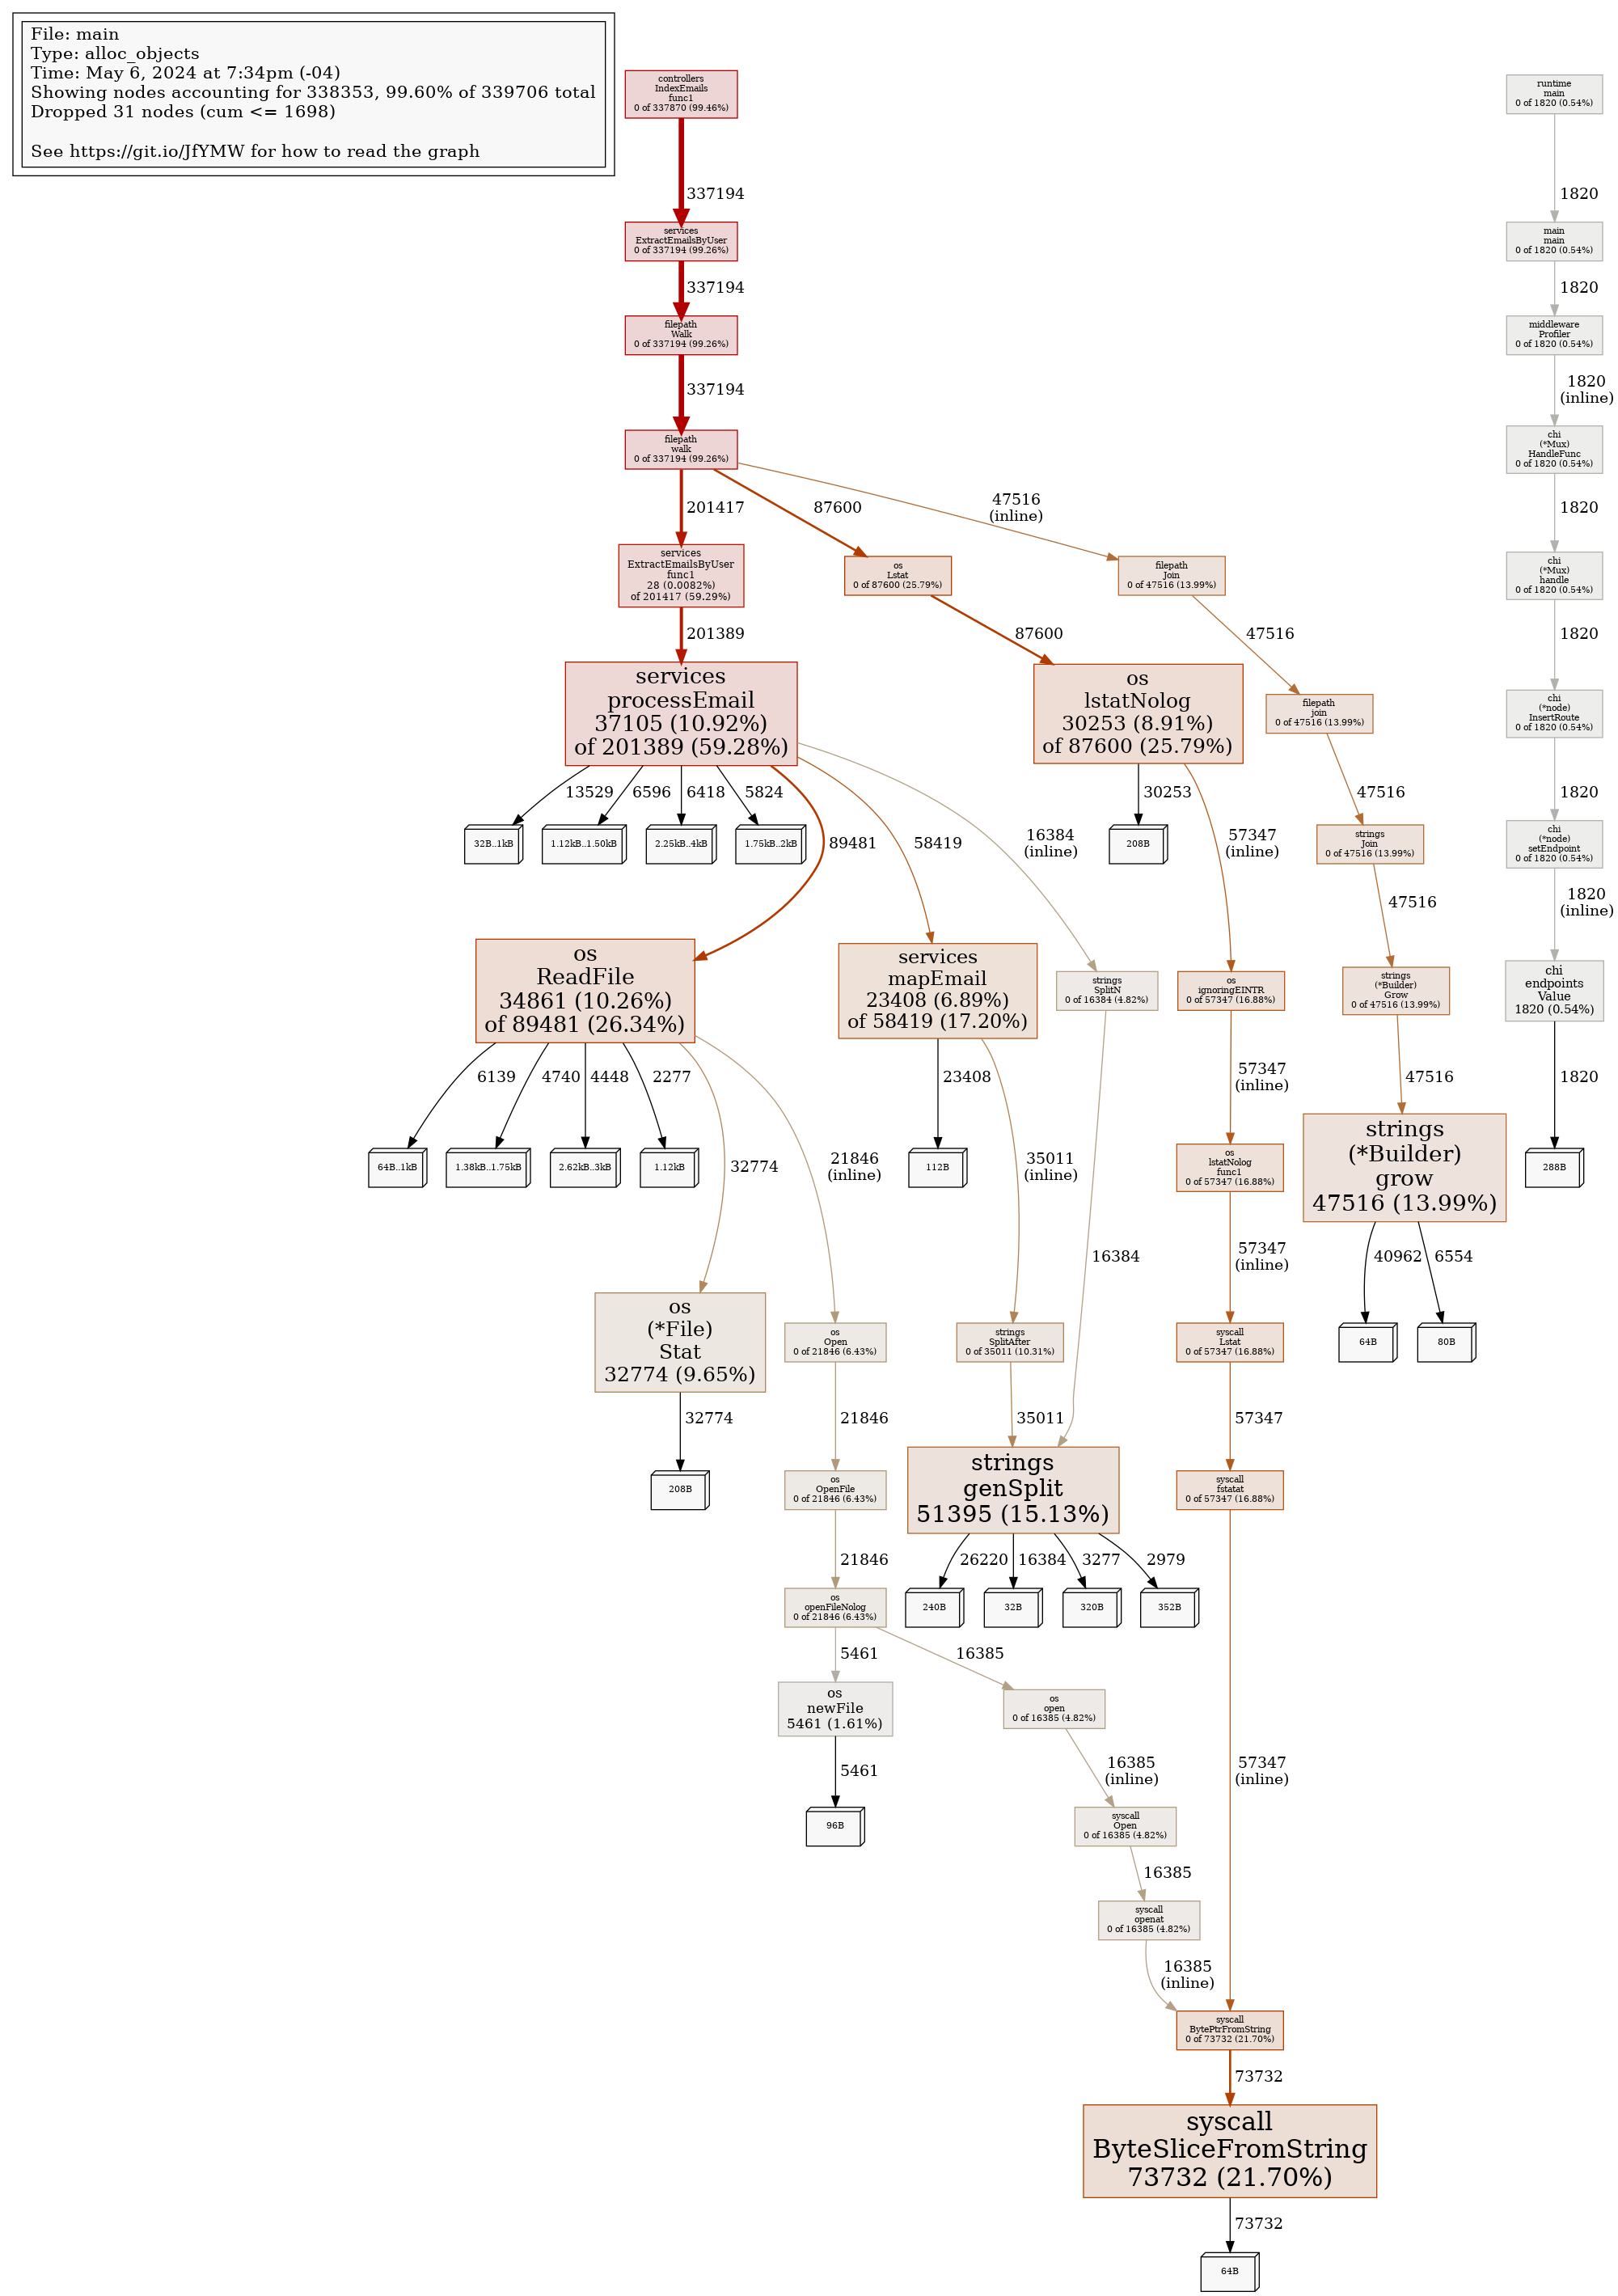 File: main
Type: alloc_objects
Time: May 6, 2024 at 7:34pm (-04)
Showing nodes accounting for 338353, 99.60% of 339706 total
Dropped 31 nodes (cum <= 1698)
See https://git.io/JfYMW for how to read the graph
controllers
IndexEmails
func1
0 of 337870 (99.46%)
runtime
main
0 of 1820 (0.54%)
337194
1820
services
ExtractEmailsByUser
0 of 337194 (99.26%)
main
main
0 of 1820 (0.54%)
337194
1820
filepath
Walk
0 of 337194 (99.26%)
middleware
Profiler
0 of 1820 (0.54%)
337194
1820
(inline)
filepath
walk
0 of 337194 (99.26%)
chi
(*Mux)
HandleFunc
0 of 1820 (0.54%)
201417
87600
47516
(inline)
1820
services
ExtractEmailsByUser
func1
28 (0.0082%)
of 201417 (59.29%)
os
Lstat
0 of 87600 (25.79%)
filepath
Join
0 of 47516 (13.99%)
chi
(*Mux)
handle
0 of 1820 (0.54%)
201389
87600
47516
1820
services
processEmail
37105 (10.92%)
of 201389 (59.28%)
os
lstatNolog
30253 (8.91%)
of 87600 (25.79%)
filepath
join
0 of 47516 (13.99%)
chi
(*node)
InsertRoute
0 of 1820 (0.54%)
13529
6596
6418
5824
30253
47516
1820
32B..1kB
1.12kB..1.50kB
2.25kB..4kB
1.75kB..2kB
89481
58419
16384
(inline)
208B
57347
(inline)
strings
Join
0 of 47516 (13.99%)
chi
(*node)
setEndpoint
0 of 1820 (0.54%)
47516
1820
(inline)
os
ReadFile
34861 (10.26%)
of 89481 (26.34%)
services
mapEmail
23408 (6.89%)
of 58419 (17.20%)
strings
SplitN
0 of 16384 (4.82%)
os
ignoringEINTR
0 of 57347 (16.88%)
strings
(*Builder)
Grow
0 of 47516 (13.99%)
chi
endpoints
Value
1820 (0.54%)
6139
4740
4448
2277
23408
57347
(inline)
47516
1820
64B..1kB
1.38kB..1.75kB
2.62kB..3kB
1.12kB
32774
21846
(inline)
112B
35011
(inline)
os
lstatNolog
func1
0 of 57347 (16.88%)
strings
(*Builder)
grow
47516 (13.99%)
288B
16384
57347
(inline)
40962
6554
os
(*File)
Stat
32774 (9.65%)
os
Open
0 of 21846 (6.43%)
strings
SplitAfter
0 of 35011 (10.31%)
syscall
Lstat
0 of 57347 (16.88%)
64B
80B
32774
21846
35011
57347
208B
os
OpenFile
0 of 21846 (6.43%)
strings
genSplit
51395 (15.13%)
syscall
fstatat
0 of 57347 (16.88%)
21846
26220
16384
3277
2979
os
openFileNolog
0 of 21846 (6.43%)
240B
32B
320B
352B
5461
16385
os
newFile
5461 (1.61%)
os
open
0 of 16385 (4.82%)
5461
16385
(inline)
57347
(inline)
96B
syscall
Open
0 of 16385 (4.82%)
16385
syscall
openat
0 of 16385 (4.82%)
16385
(inline)
syscall
BytePtrFromString
0 of 73732 (21.70%)
73732
syscall
ByteSliceFromString
73732 (21.70%)
73732
64B